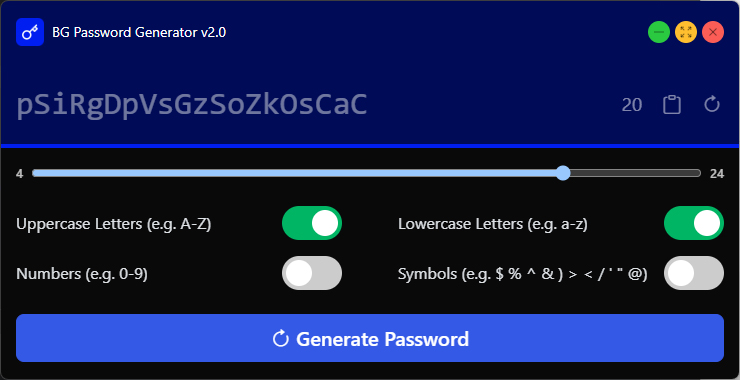 BG Password Generator v2.0
pSiRgDpVsGzSoZkOsCaC 20
4 24
Uppercase Letters (e.g. A-Z) Lowercase Letters (e.g. a-z)
Numbers (e.g. 0-9) Symbols (e.g. $ % ^ & ) > < / ' " @)
Generate Password